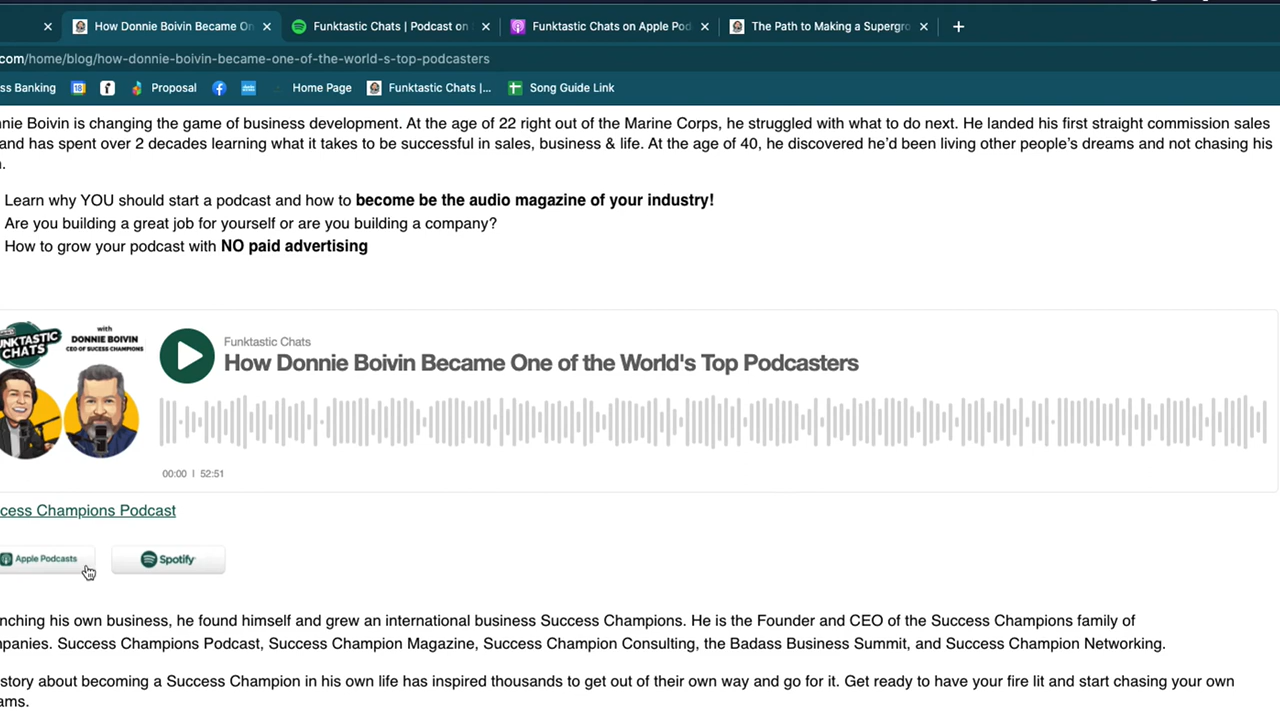 How Donnie Boivin Became On
Funktastic Chats | Podcast on
Funktastic Chats on Apple Pod
The Path to Making a Supergro
com/home/blog/how-donnie-boivin-became-one-of-the-world-s-top-podcasters
ss Banking
18
Proposal
Home Page
Funktastic Chats |...
Song Guide Link
nnie Boivin is changing the game of business development. At the age of 22 right out of the Marine Corps, he struggled with what to do next. He landed his first straight commission sales
and has spent over 2 decades learning what it takes to be successful in sales, business & life. At the age of 40, he discovered he'd been living other people's dreams and not chasing his
Learn why YOU should start a podcast and how to become be the audio magazine of your industry!
Are you building a great job for yourself or are you building a company?
How to grow your podcast with NO paid advertising
UNKTASTIC
CHATS
with
DONNIE BOIVIN
CEO OF SUCESS CHAMPIONS
Funktastic Chats
How Donnie Boivin Became One of the World's Top Podcasters
00:00 | 52:51
ccess Champions Podcast
Apple Podcasts
Spotify
nching his own business, he found himself and grew an international business Success Champions. He is the Founder and CEO of the Success Champions family of
mpanies. Success Champions Podcast, Success Champion Magazine, Success Champion Consulting, the Badass Business Summit, and Success Champion Networking.
story about becoming a Success Champion in his own life has inspired thousands to get out of their own way and go for it. Get ready to have your fire lit and start chasing your own
ams.